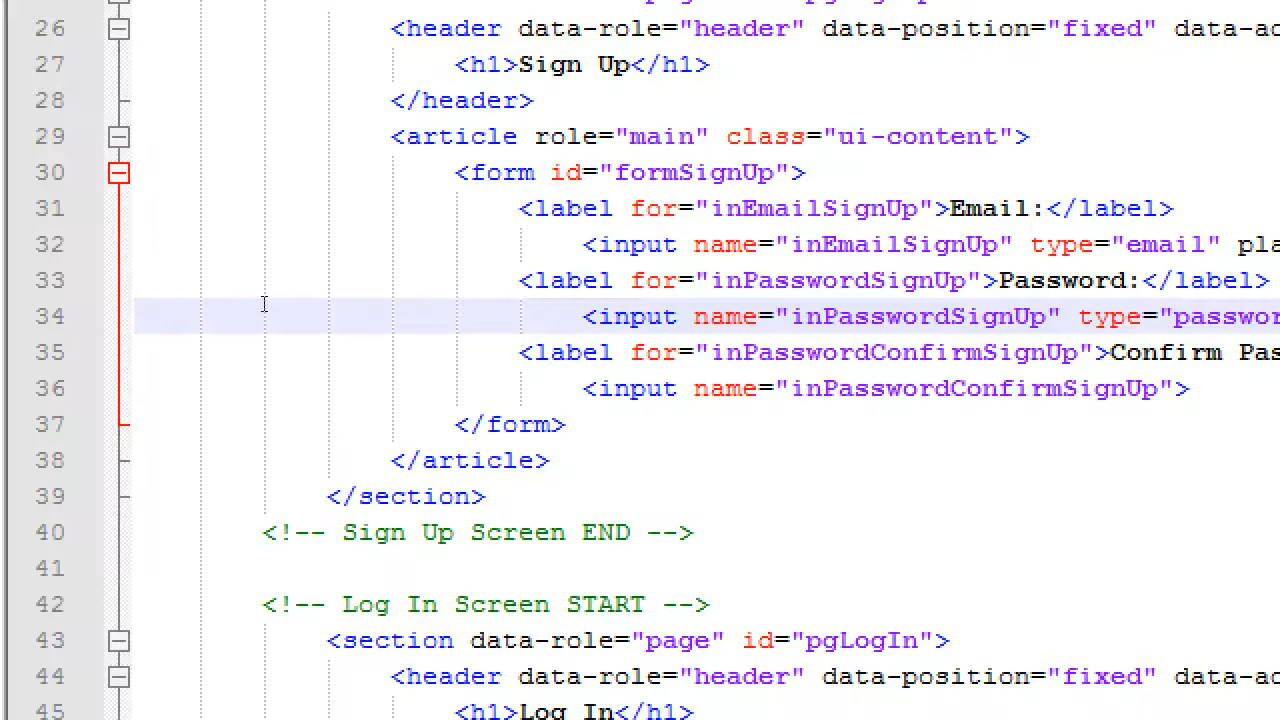 26 <header data-role="header" data-position="fixed" data-ac
27 <h1>Sign Up</h1>
28 </header>
29 <article role="main" class="ui-content">
30 <form id="formSignUp">
31 <label for="inEmailSignUp">Email:</label>
32 <input name="inEmailSignUp" type="email" pla
33 <label for="inPasswordSignUp">Password:</label>
34 <input name="inPasswordSignUp" type="passwor
35 <label for="inPasswordConfirmSignUp">Confirm Pas
36 <input name="inPasswordConfirmSignUp">
37 </form>
38 </article>
39 </section>
40 <!-- Sign Up Screen END -->
41
42 <!-- Log In Screen START -->
43 <section data-role="page" id="pgLogIn">
44 <header data-role="header" data-position="fixed" data-ac
45 <h1>Log In</h1>